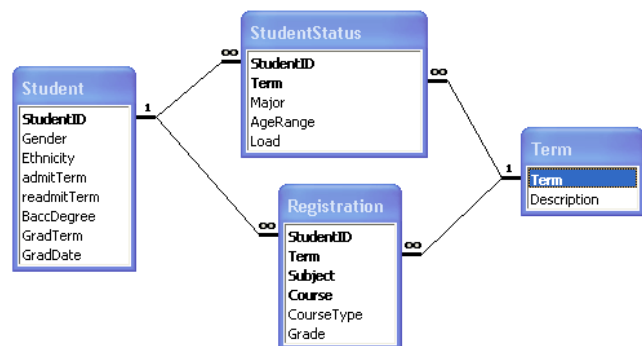 Student
StudentID
Gender
Ethnicity
admitTerm
readmitTerm
BaccDegree
GradTerm
GradDate
1
∞
∞
StudentStatus
StudentID
Term
Major
AgeRange
Load
∞
Registration
StudentID
Term
Subject
Course
CourseType
Grade
∞
1
Term
Term
Description